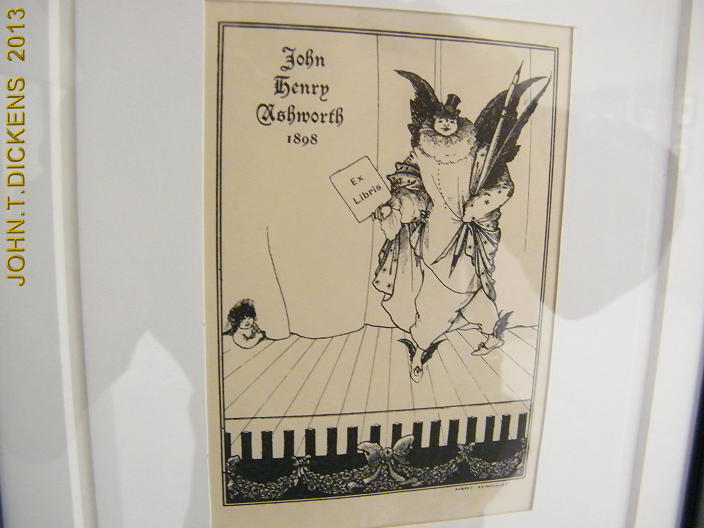 JOHN.T.DICKENS 2013
John
Henry
Ashworth
1898
Ex
Libris